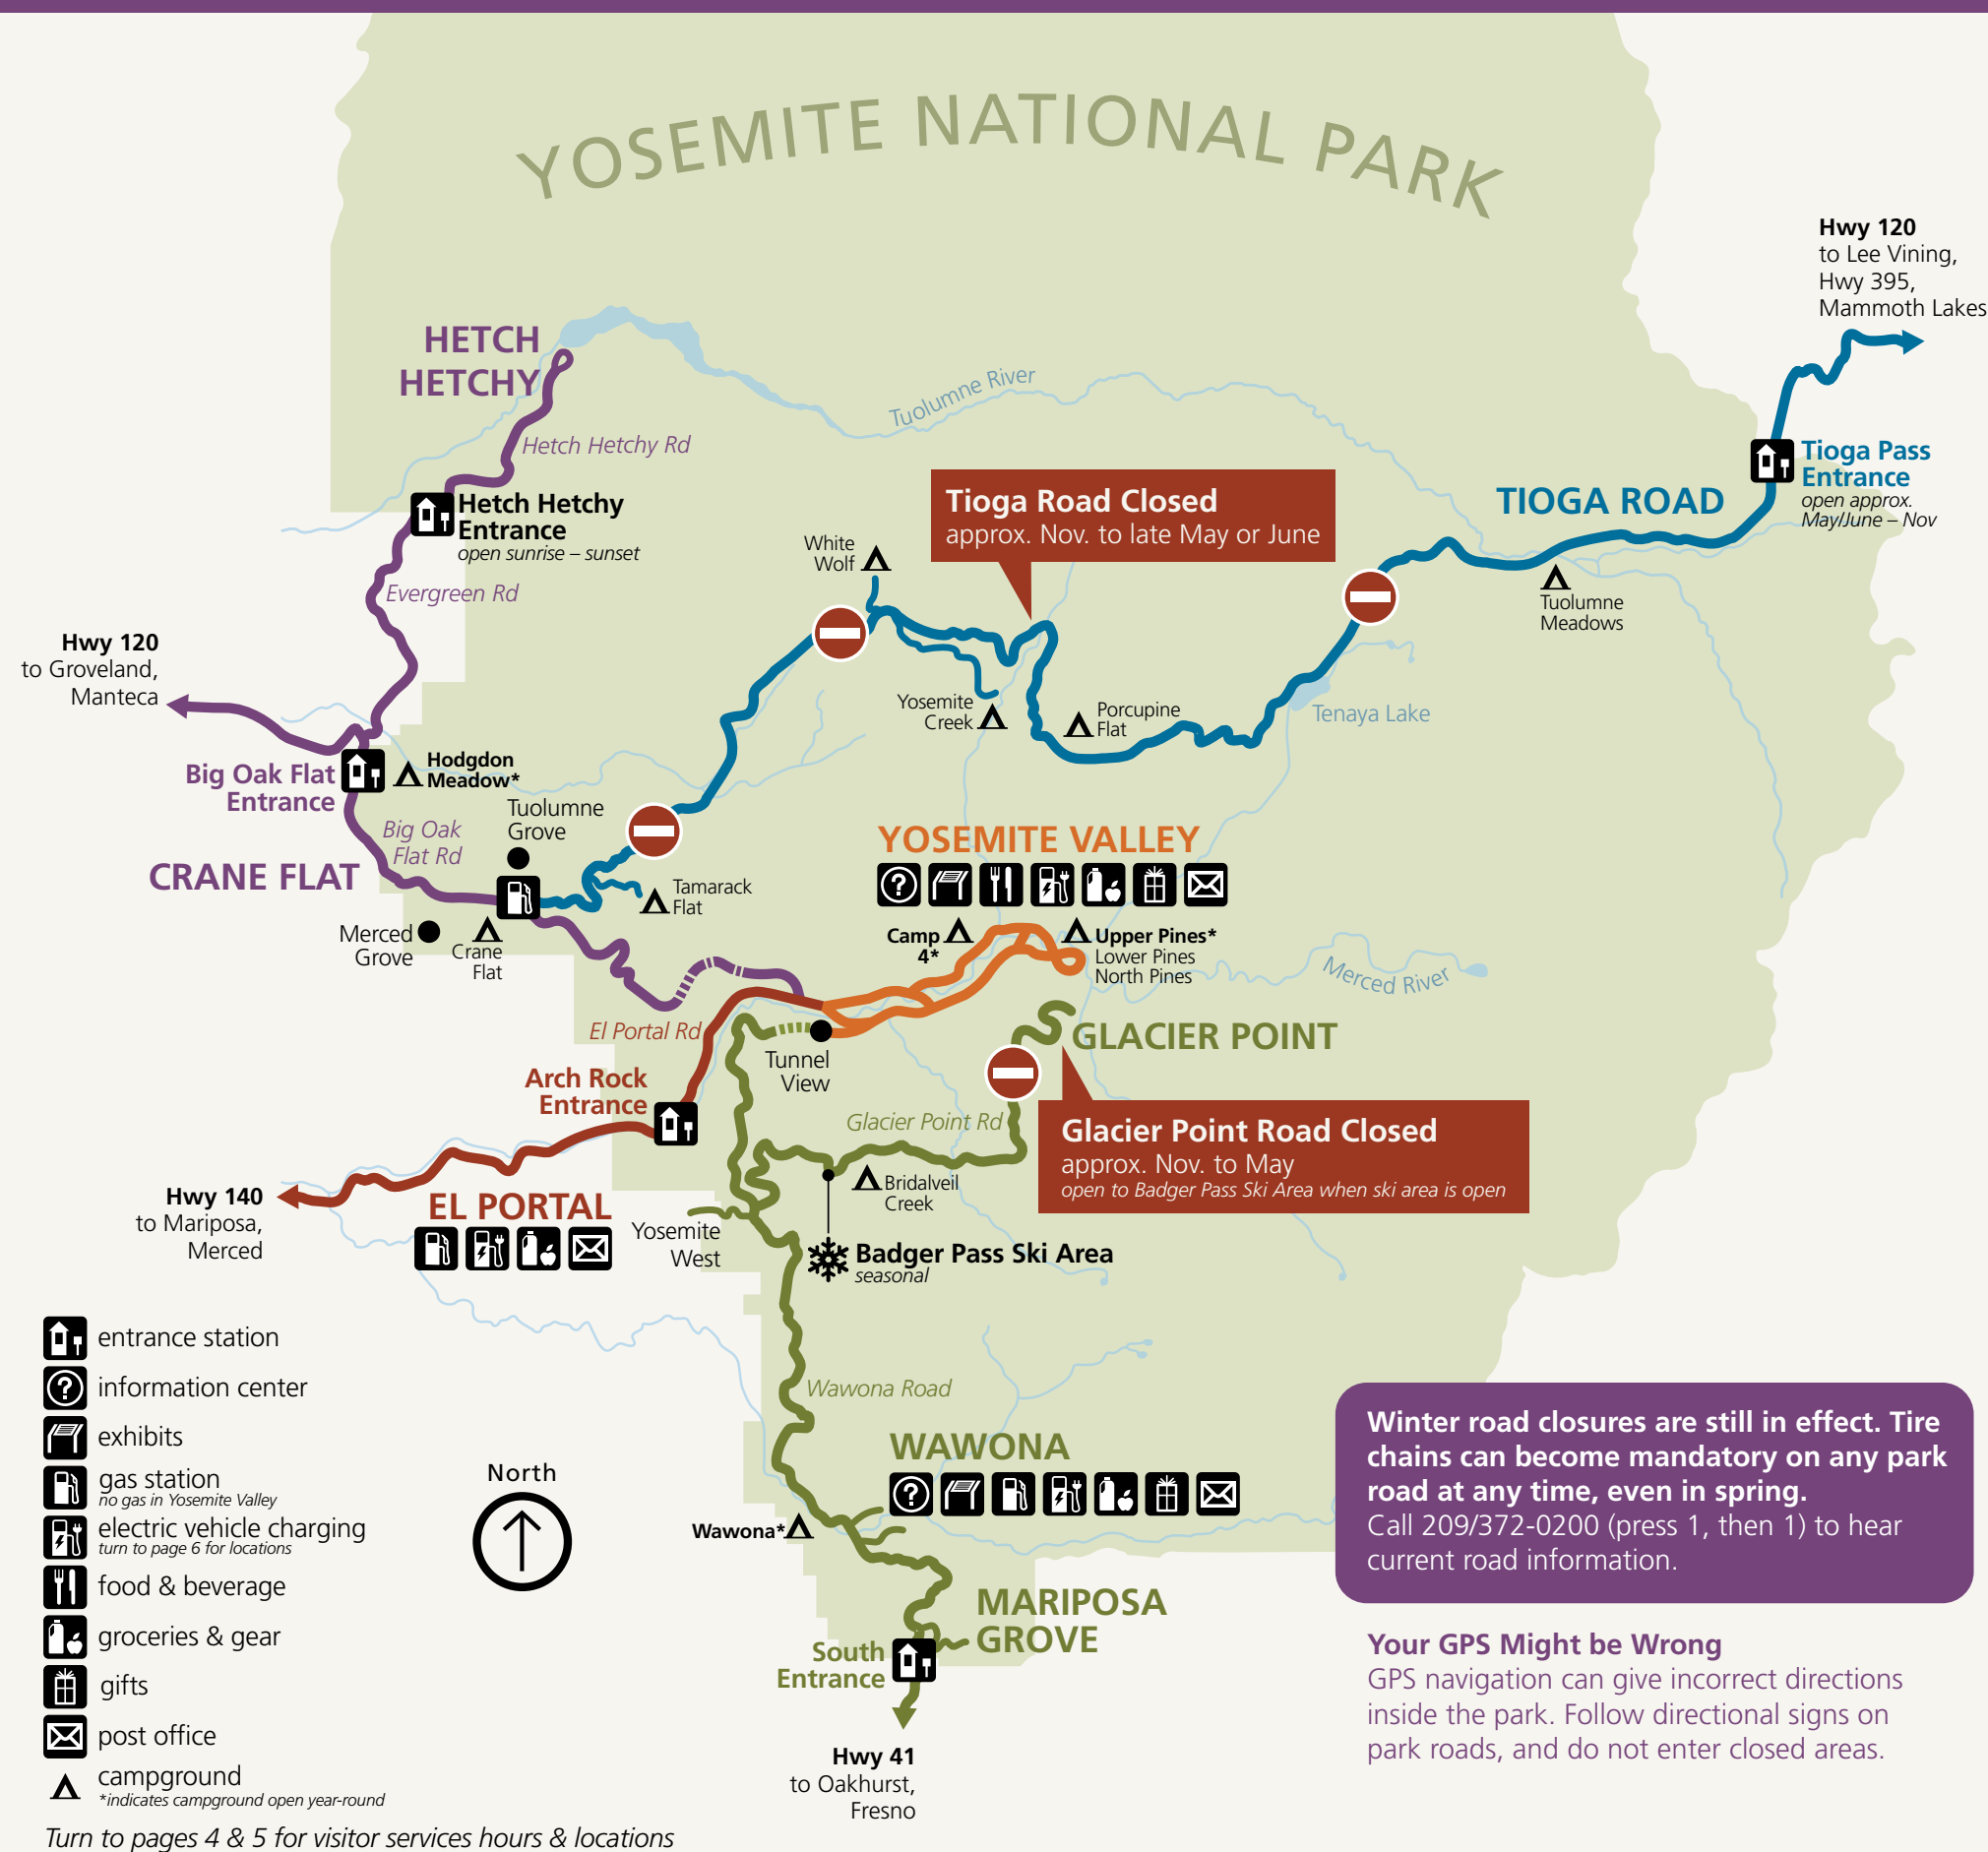 YOSEMITE NATIONAL PARK
Hwy 120
to Lee Vining,
Hwy 395,
Mammoth Lakes
HETCH
HETCHY
Tuolumne River
Hetch Hetchy Rd
Tioga Pass
Entrance
open approx.
May/June – Nov
TIOGA ROAD
Hetch Hetchy
Entrance
open sunrise – sunset
Tioga Road Closed
approx. Nov. to late May or June
White
Wolf
Evergreen Rd
Tuolumne
Meadows
Hwy 120
to Groveland,
Manteca
Yosemite
Creek
Porcupine
Flat
Tenaya Lake
Big Oak Flat
Entrance
Hodgdon
Meadow*
Tuolumne
Grove
Big Oak
Flat Rd
CRANE FLAT
YOSEMITE VALLEY
Tamarack
Flat
Merced
Grove
Crane
Flat
Camp
4*
Upper Pines*
Lower Pines
North Pines
Merced River
El Portal Rd
GLACIER POINT
Tunnel
View
Arch Rock
Entrance
Glacier Point Rd
Glacier Point Road Closed
approx. Nov. to May
open to Badger Pass Ski Area when ski area is open
Bridalveil
Creek
Hwy 140
to Mariposa,
Merced
EL PORTAL
Yosemite
West
Badger Pass Ski Area
seasonal
entrance station
information center
exhibits
gas station
no gas in Yosemite Valley
electric vehicle charging
turn to page 6 for locations
food & beverage
groceries & gear
gifts
post office
campground
*indicates campground open year-round
Turn to pages 4 & 5 for visitor services hours & locations
North
Wawona Road
WAWONA
Wawona*
MARIPOSA
GROVE
South
Entrance
Hwy 41
to Oakhurst,
Fresno
Winter road closures are still in effect. Tire
chains can become mandatory on any park
road at any time, even in spring.
Call 209/372-0200 (press 1, then 1) to hear
current road information.
Your GPS Might be Wrong
GPS navigation can give incorrect directions
inside the park. Follow directional signs on
park roads, and do not enter closed areas.